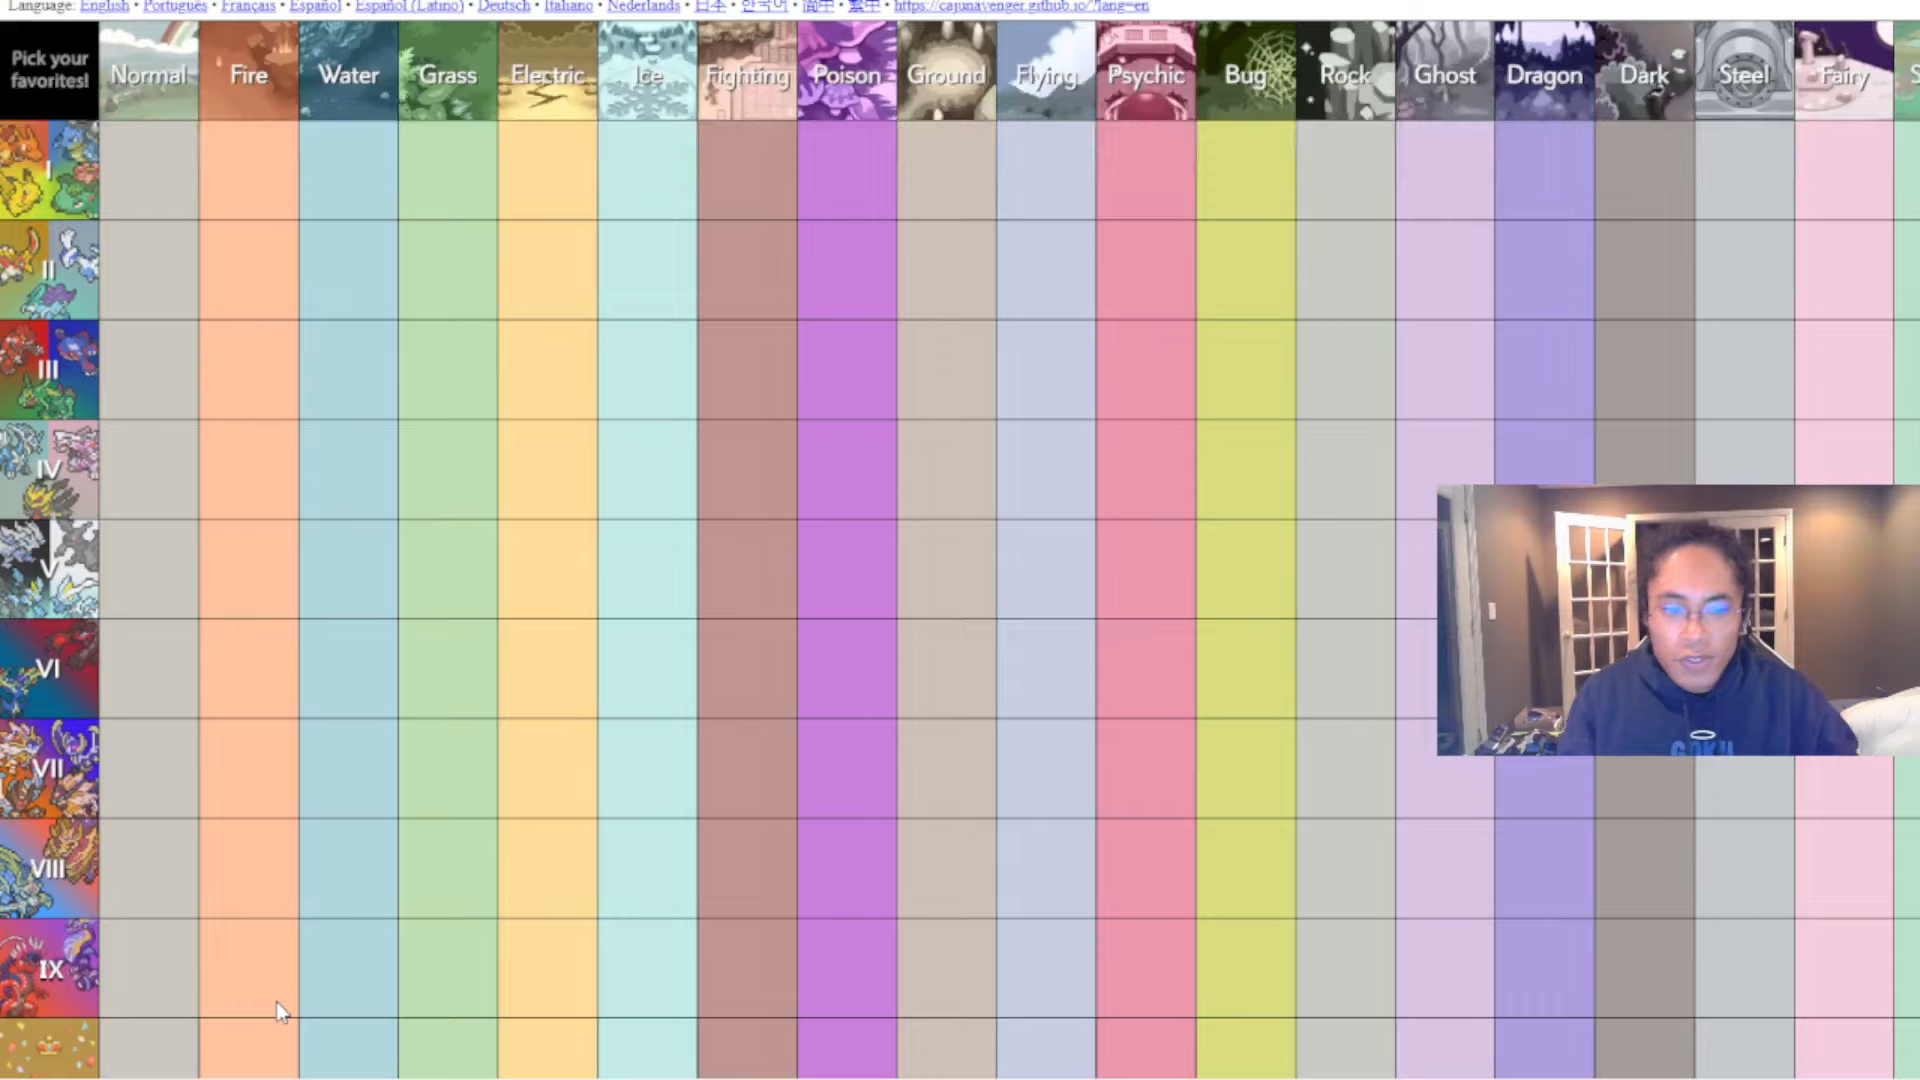 Language: English • Português • Français • Español • Español (Latino) • Deutsch • Italiano • Nederlands • 日本 • 한국어 • 简中 • 繁中 • https://cajunavenger.github.io/?lang=en
Pick your favorites! Normal Fire Water Grass Electric Ice Fighting Poison Ground Flying Psychic Bug Rock Ghost Dragon Dark Steel Fairy S
I
II
III
IV
V
VI
VII
VIII
IX